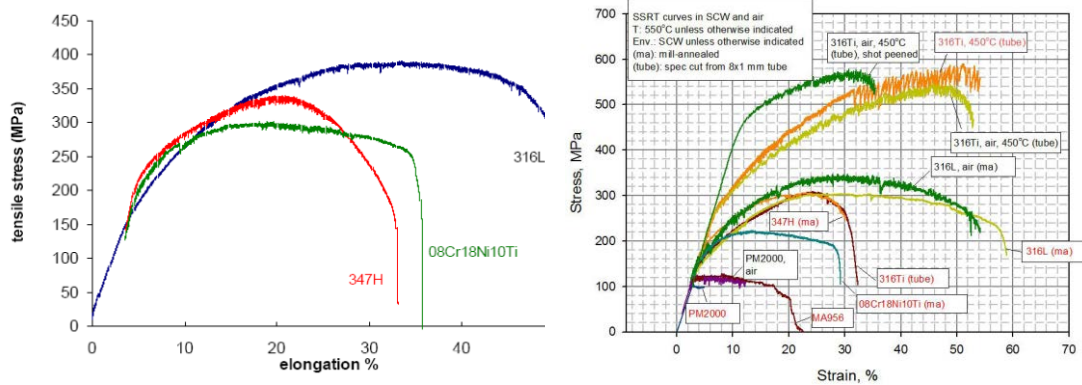 450
400
350
300
250
200
150
100
50
0
tensile stress (MPa)
0
10
20
30
40
elongation %
316L
08Cr18Ni10Ti
347H
700
600
500
400
300
200
100
0
Stress, MPa
0
10
20
30
40
50
60
70
Strain, %
SSRT curves in SCW and air
T: 550°C unless otherwise indicated
Env.: SCW unless otherwise indicated
(ma): mill-annealed
(tube): spec cut from 8x1 mm tube
316Ti, air, 450°C
(tube), shot peened
316Ti, 450°C (tube)
316Ti, air, 450°C (tube)
316L, air (ma)
347H (ma)
316L (ma)
PM2000,
air
316Ti (tube)
08Cr18Ni10Ti (ma)
PM2000
MA956